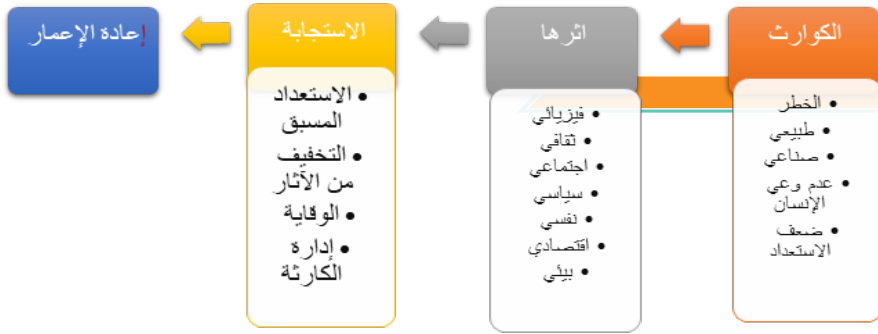 الكوارث
الخطر
طبيعي
صناعي
عدم وعي
الإنسان
ضعف
الاستعداد
اثرها
فيزيائي
ثقافي
اجتماعي
سياسي
نفسي
اقتصادي
بيئي
الاستجابة
الاستعداد
المسبق
التخفيف
من الآثار
الوقاية
إدارة
الكارثة
إعادة الإعمار